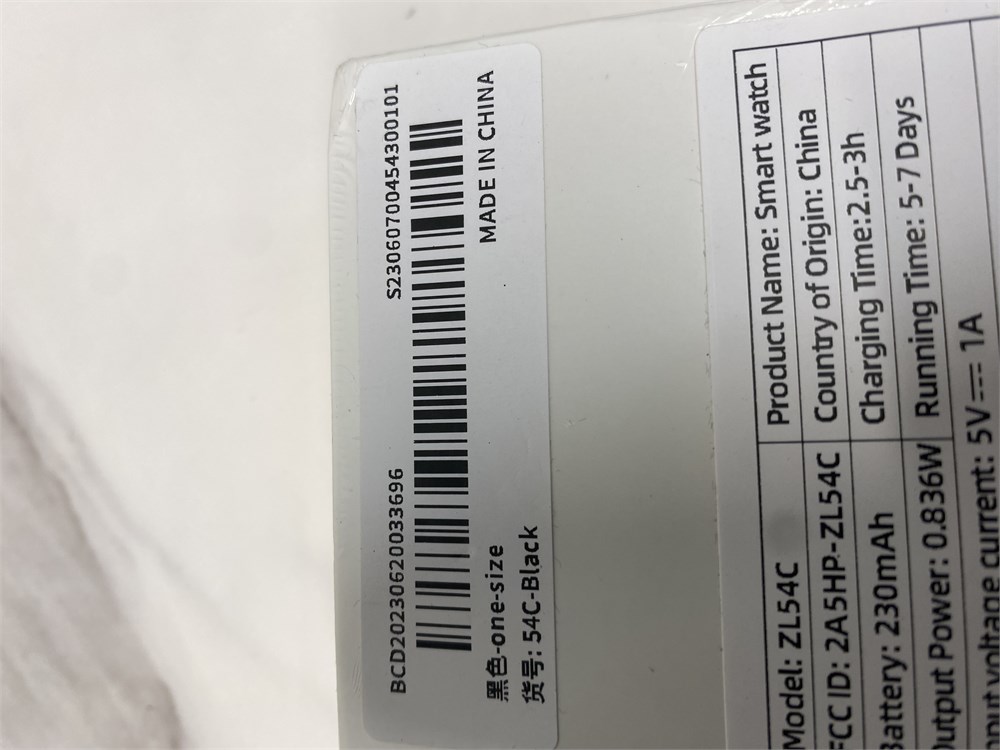 BCD20230620033696 S23060700454300101
黑色-one-size MADE IN CHINA
货号: 54C-Black
Model: ZL54C Product Name: Smart watch
FCC ID: 2A5HP-ZL54C Country of Origin: China
Battery: 230mAh Charging Time:2.5-3h
Output Power: 0.836W Running Time: 5-7 Days
Input voltage current: 5V⎓1A